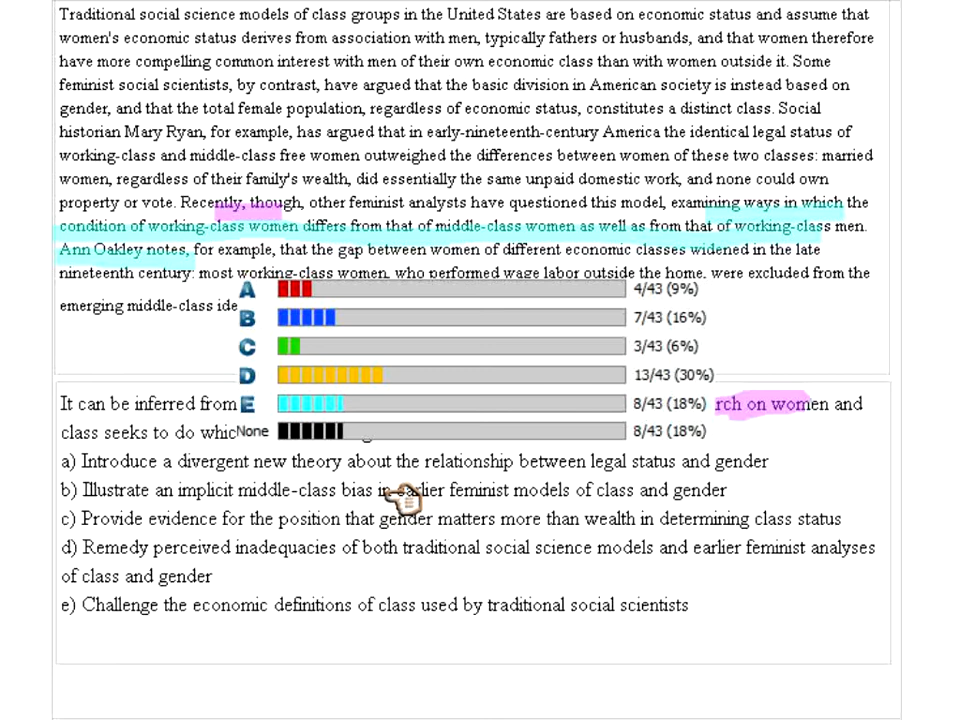 Traditional social science models of class groups in the United States are based on economic status and assume that
women's economic status derives from association with men, typically fathers or husbands, and that women therefore
have more compelling common interest with men of their own economic class than with women outside it. Some
feminist social scientists, by contrast, have argued that the basic division in American society is instead based on
gender, and that the total female population, regardless of economic status, constitutes a distinct class. Social
historian Mary Ryan, for example, has argued that in early-nineteenth-century America the identical legal status of
working-class and middle-class free women outweighed the differences between women of these two classes: married
women, regardless of their family's wealth, did essentially the same unpaid domestic work, and none could own
property or vote. Recently, though, other feminist analysts have questioned this model, examining ways in which the
condition of working-class women differs from that of middle-class women as well as from that of working-class men.
Ann Oakley notes, for example, that the gap between women of different economic classes widened in the late
nineteenth century: most working-class women, who performed wage labor outside the home, were excluded from the
emerging middle-class ide
A 4/43 (9%)
B 7/43 (16%)
C 3/43 (6%)
D 13/43 (30%)
E 8/43 (18%)
None 8/43 (18%)
It can be inferred from rch on women and
class seeks to do whic
a) Introduce a divergent new theory about the relationship between legal status and gender
b) Illustrate an implicit middle-class bias in earlier feminist models of class and gender
c) Provide evidence for the position that gender matters more than wealth in determining class status
d) Remedy perceived inadequacies of both traditional social science models and earlier feminist analyses
of class and gender
e) Challenge the economic definitions of class used by traditional social scientists